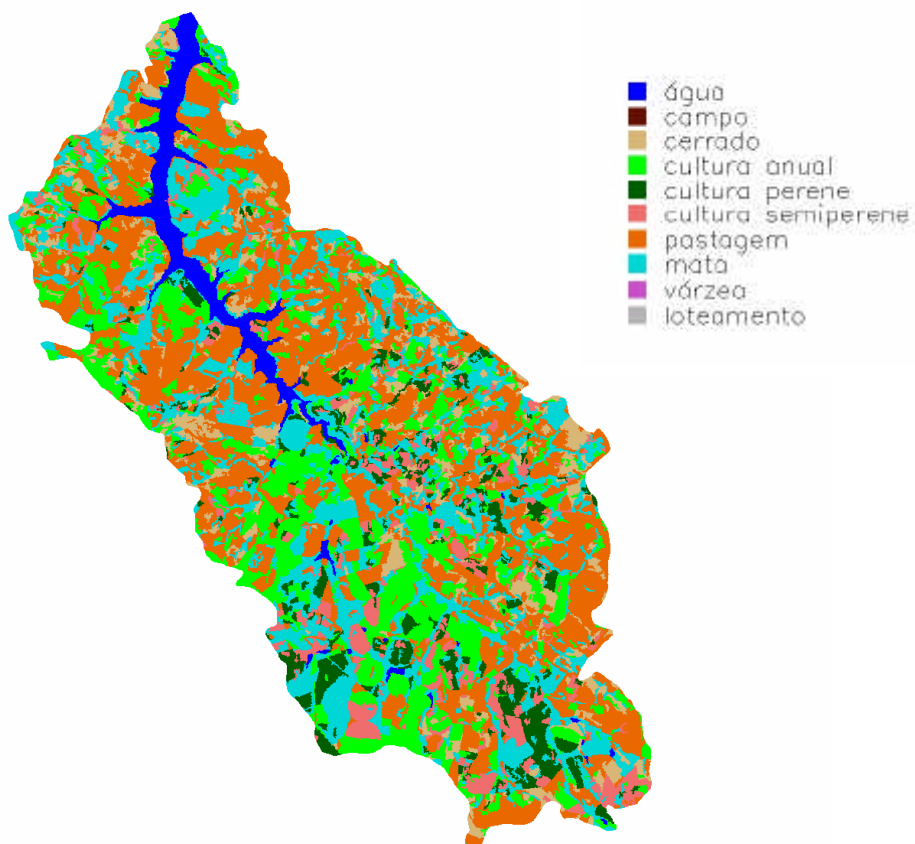 água
campo
cerrado
cultura anual
cultura perene
cultura semiperene
pastagem
mata
várzea
loteamento